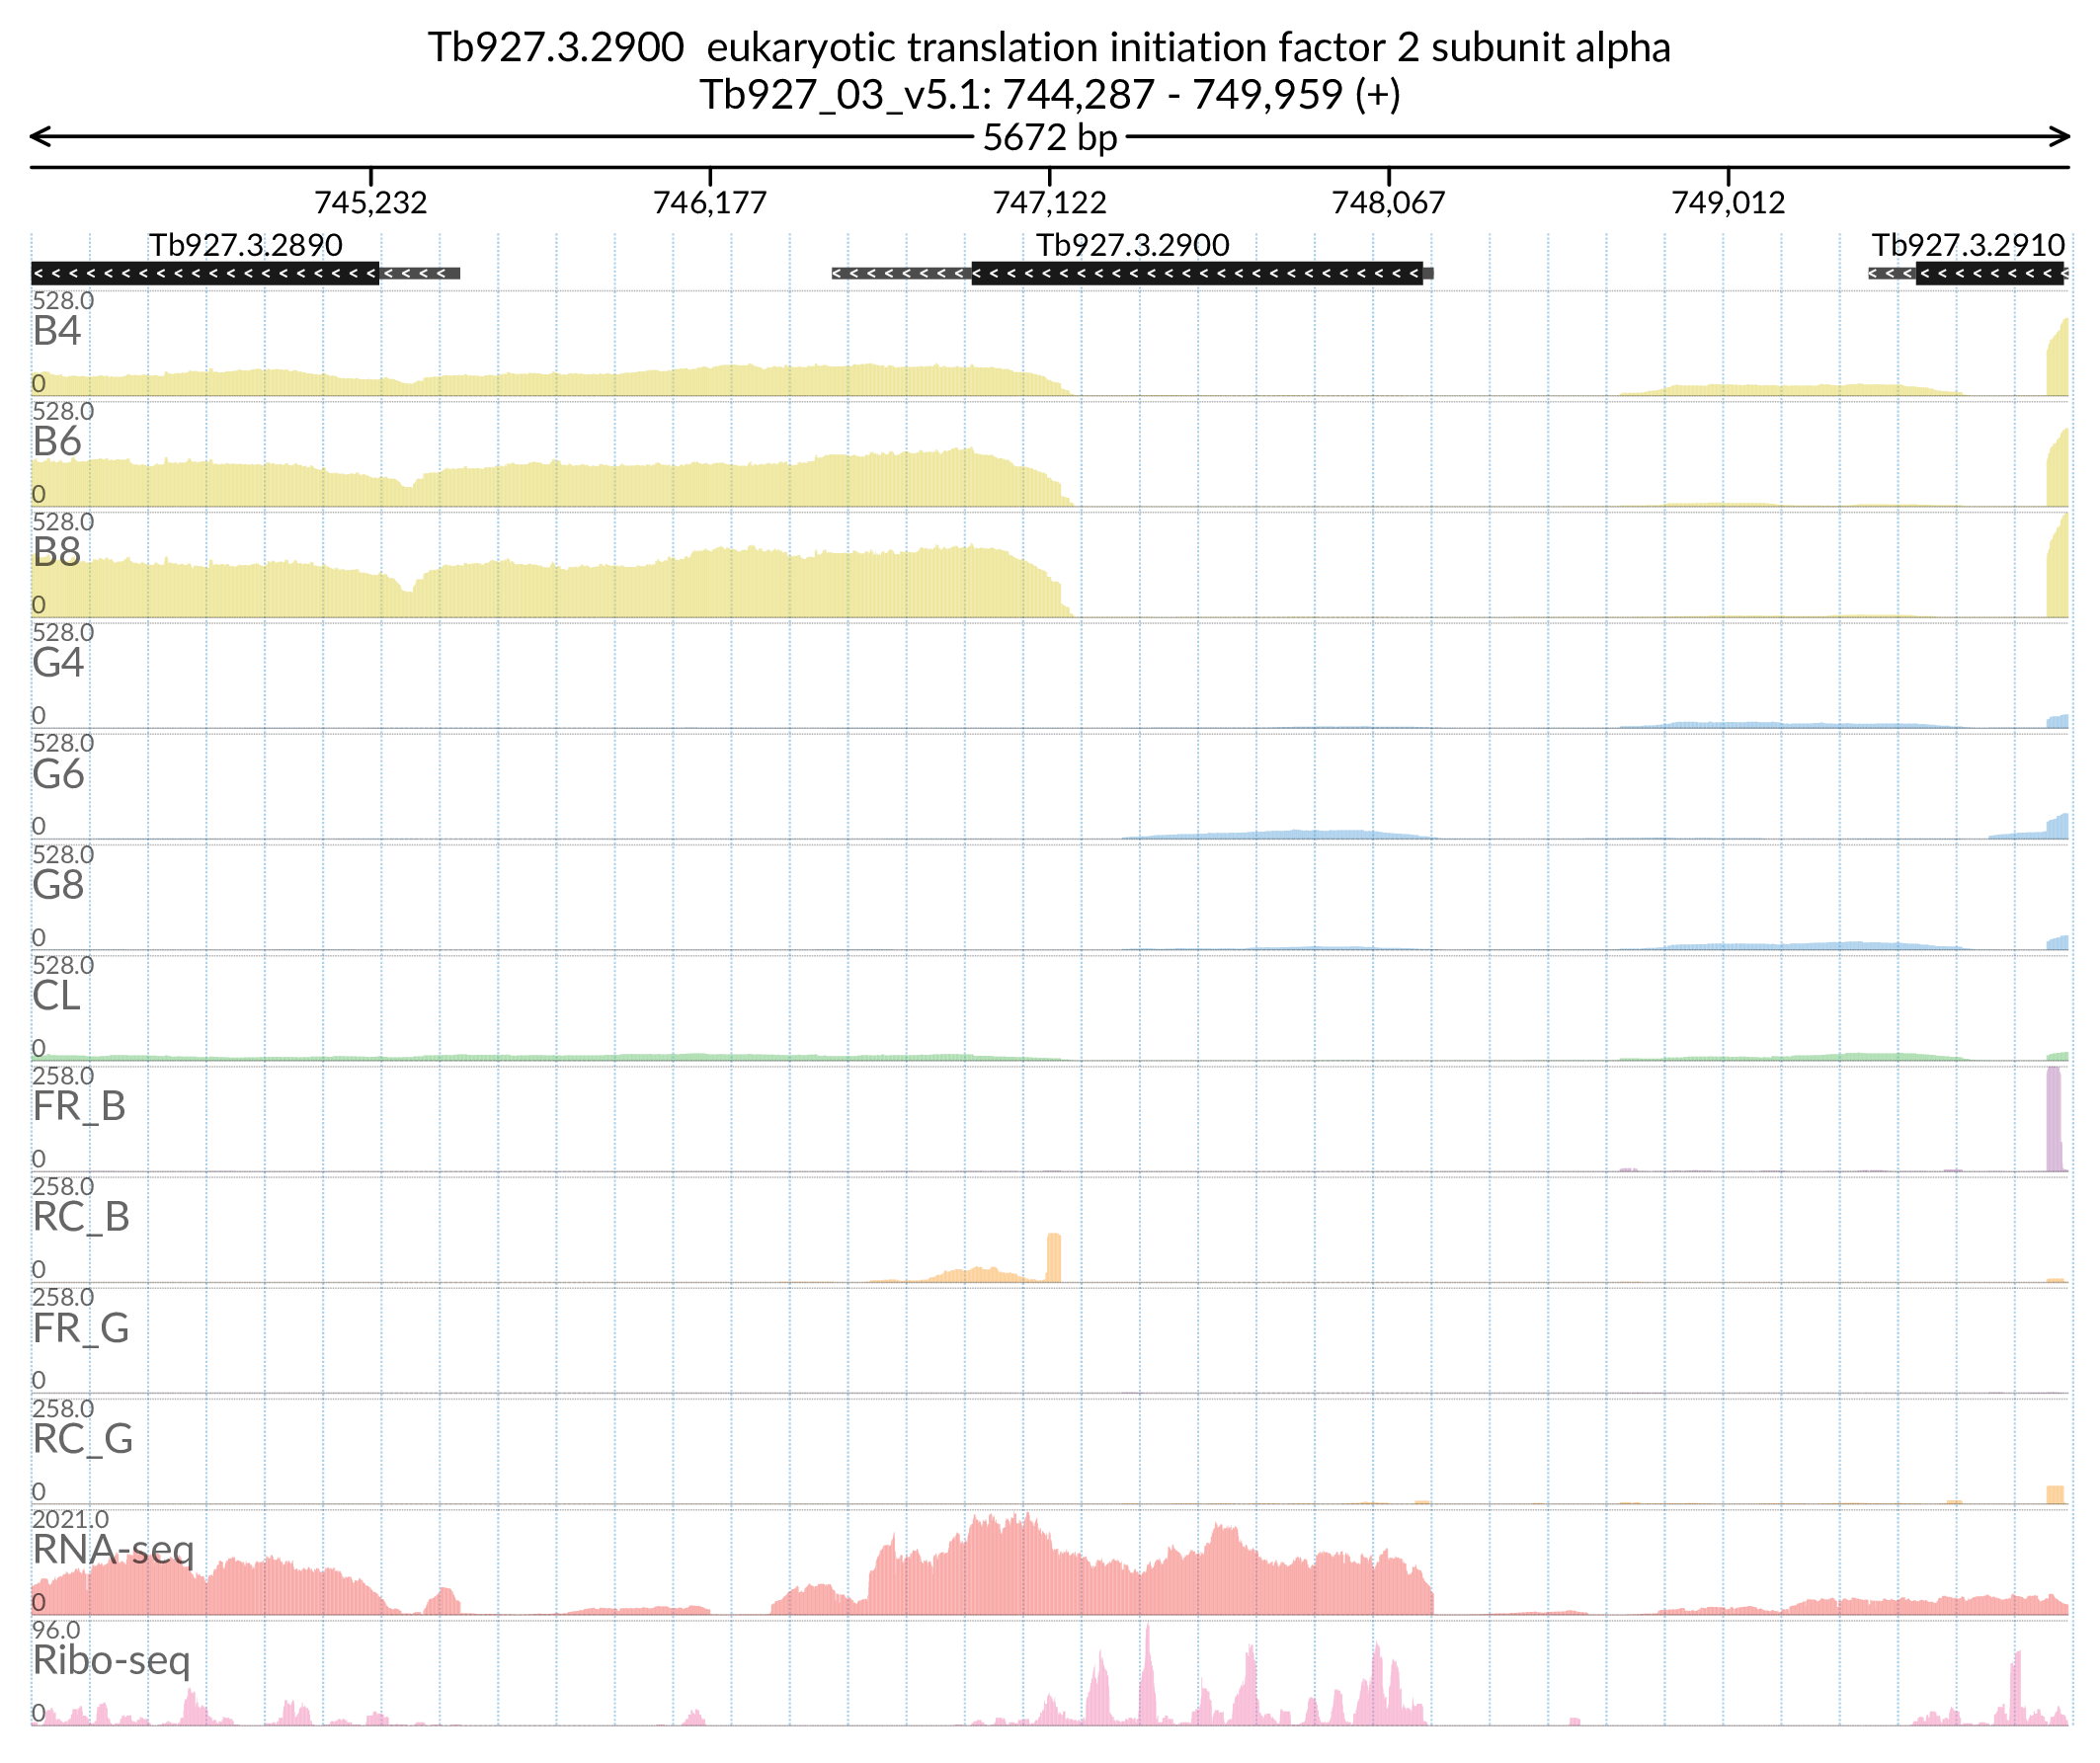 Tb927.3.2900  eukaryotic translation initiation factor 2 subunit alpha
Tb927_03_v5.1: 744,287 - 749,959 (+)
5672 bp
745,232 746,177 747,122 748,067 749,012
Tb927.3.2890 Tb927.3.2900 Tb927.3.2910
528.0
B4
0
528.0
B6
0
528.0
B8
0
528.0
G4
0
528.0
G6
0
528.0
G8
0
528.0
CL
0
258.0
FR_B
0
258.0
RC_B
0
258.0
FR_G
0
258.0
RC_G
0
2021.0
RNA-seq
0
96.0
Ribo-seq
0